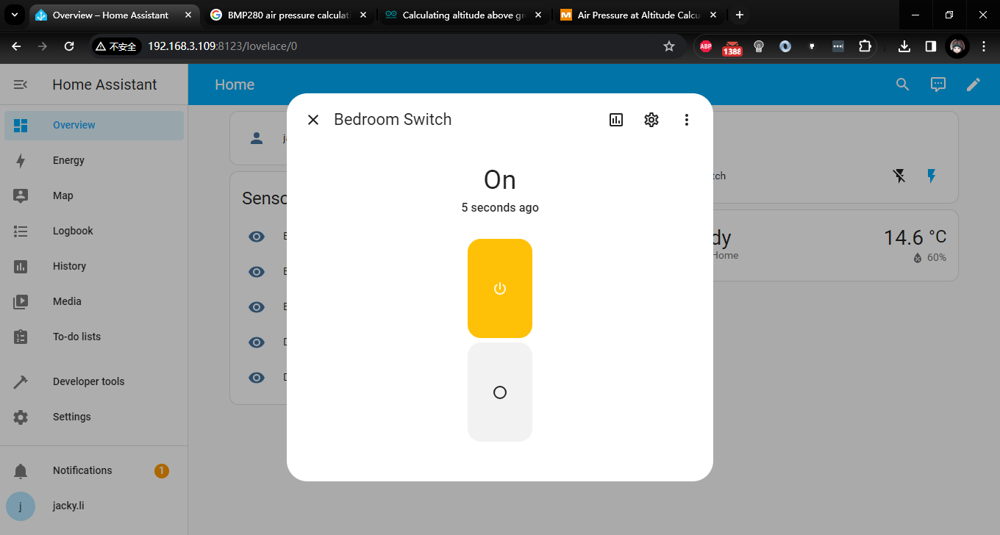 Overview – Home Assistant
BMP280 air pressure calculat
Calculating altitude above gr
Air Pressure at Altitude Calcu
不安全
192.168.3.109:8123/lovelace/0
ABP
1388
Home Assistant
Home
Overview
Energy
Map
Logbook
History
Media
To-do lists
Developer tools
Settings
Notifications
1
j
jacky.li
Bedroom Switch
On
5 seconds ago
j
Senso
E
E
E
D
D
tch
dy
Home
14.6 °C
60%